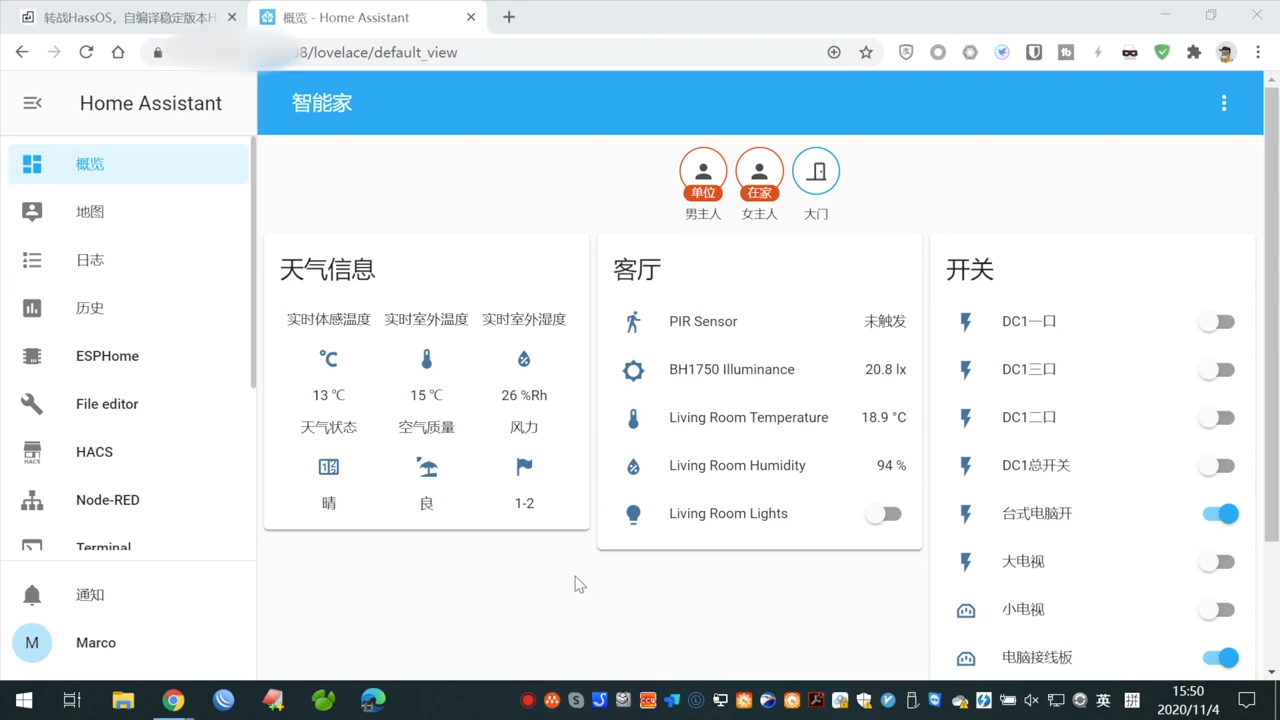 转战HassOS，自编译稳定版本H
概览 - Home Assistant
8/lovelace/default_view
Home Assistant
智能家
概览
地图
日志
历史
ESPHome
File editor
HACS
HACS
Node-RED
Terminal
通知
M
Marco
单位
在家
男主人
女主人
大门
天气信息
实时体感温度
实时室外温度
实时室外湿度
℃
13 ℃
15 ℃
26 %Rh
天气状态
空气质量
风力
晴
良
1-2
客厅
PIR Sensor
未触发
BH1750 Illuminance
20.8 lx
Living Room Temperature
18.9 °C
Living Room Humidity
94 %
Living Room Lights
开关
DC1一口
DC1三口
DC1二口
DC1总开关
台式电脑开
大电视
小电视
电脑接线板
英
拼
15:50
2020/11/4